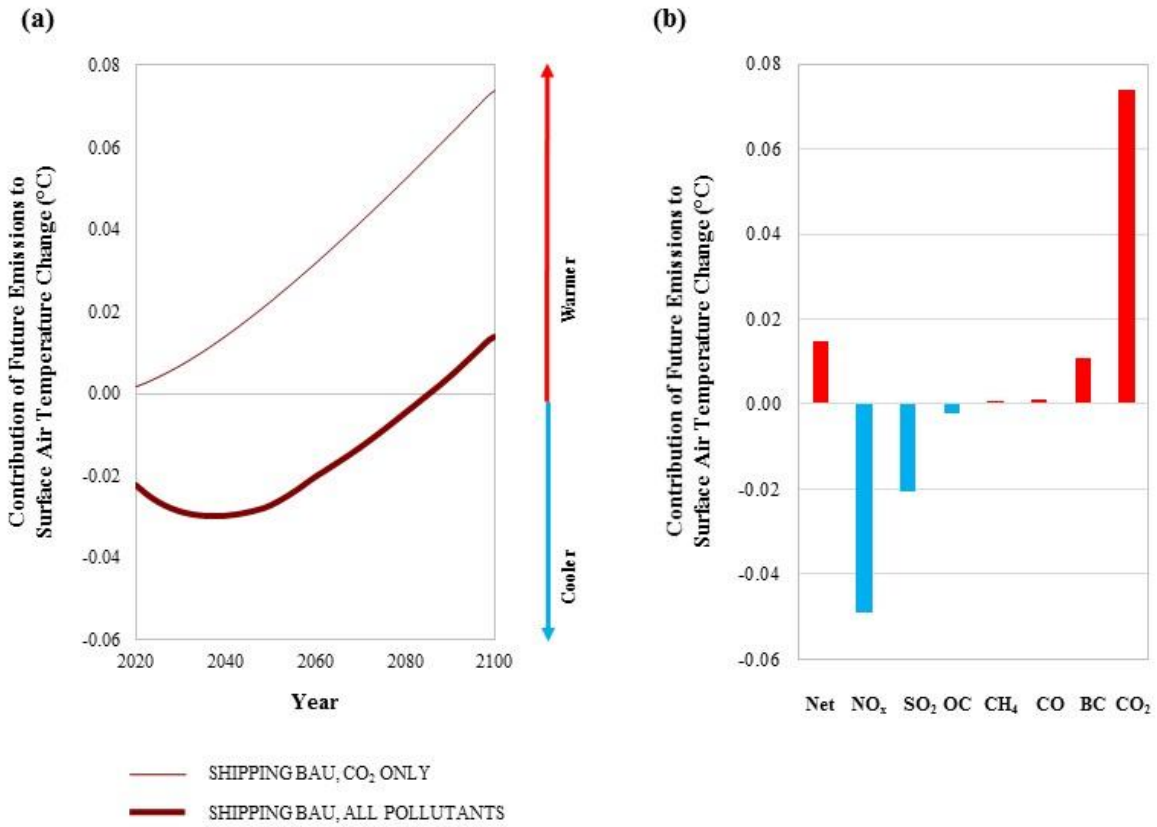 (a)
Contribution of Future Emissions to
Surface Air Temperature Change (°C)
0.08
0.06
0.04
0.02
0.00
-0.02
-0.04
-0.06
2020 2040 2060 2080 2100
Year
Warmer
Cooler
SHIPPING BAU, CO₂ ONLY
SHIPPING BAU, ALL POLLUTANTS
(b)
Contribution of Future Emissions to
Surface Air Temperature Change (°C)
0.08
0.06
0.04
0.02
0.00
-0.02
-0.04
-0.06
Net NOₓ SO₂ OC CH₄ CO BC CO₂